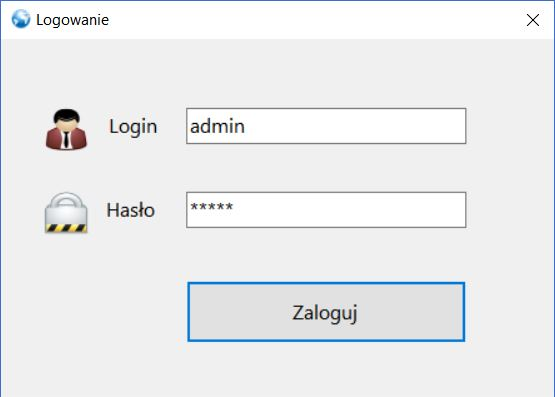 Logowanie
Login admin
Hasło *****
Zaloguj